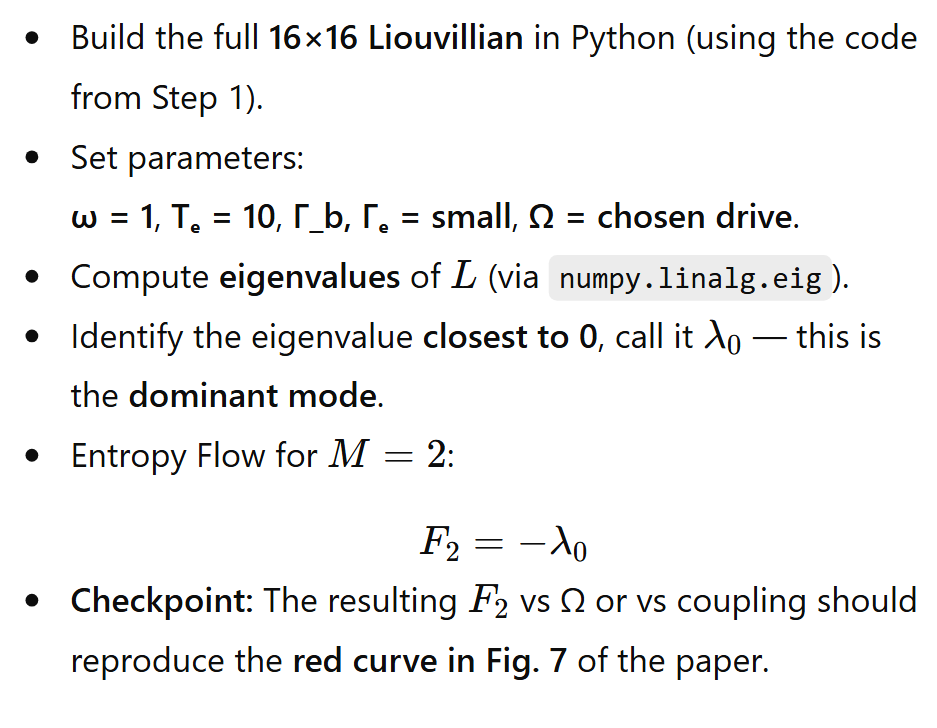 • Build the full 16×16 Liouvillian in Python (using the code
from Step 1).
• Set parameters:
ω = 1, Tₑ = 10, Γ_b, Γₑ = small, Ω = chosen drive.
• Compute eigenvalues of L (via numpy.linalg.eig).
• Identify the eigenvalue closest to 0, call it λ₀ — this is
the dominant mode.
• Entropy Flow for M = 2:
F₂ = −λ₀
• Checkpoint: The resulting F₂ vs Ω or vs coupling should
reproduce the red curve in Fig. 7 of the paper.